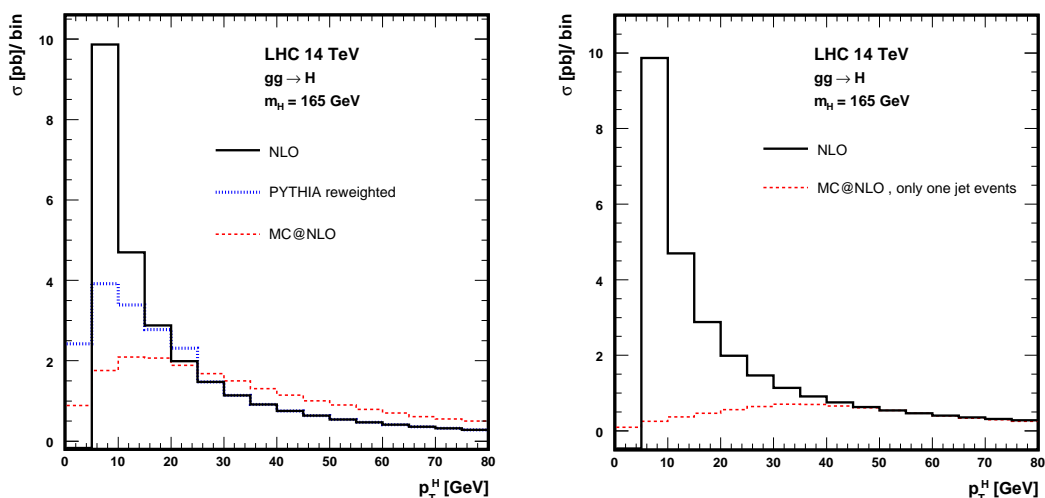 σ [pb]/ bin
10
8
6
4
2
0
LHC 14 TeV
gg → H
m_H = 165 GeV
NLO
PYTHIA reweighted
MC@NLO
0 10 20 30 40 50 60 70 80
p_T^H [GeV]
σ [pb]/ bin
10
8
6
4
2
0
LHC 14 TeV
gg → H
m_H = 165 GeV
NLO
MC@NLO , only one jet events
0 10 20 30 40 50 60 70 80
p_T^H [GeV]